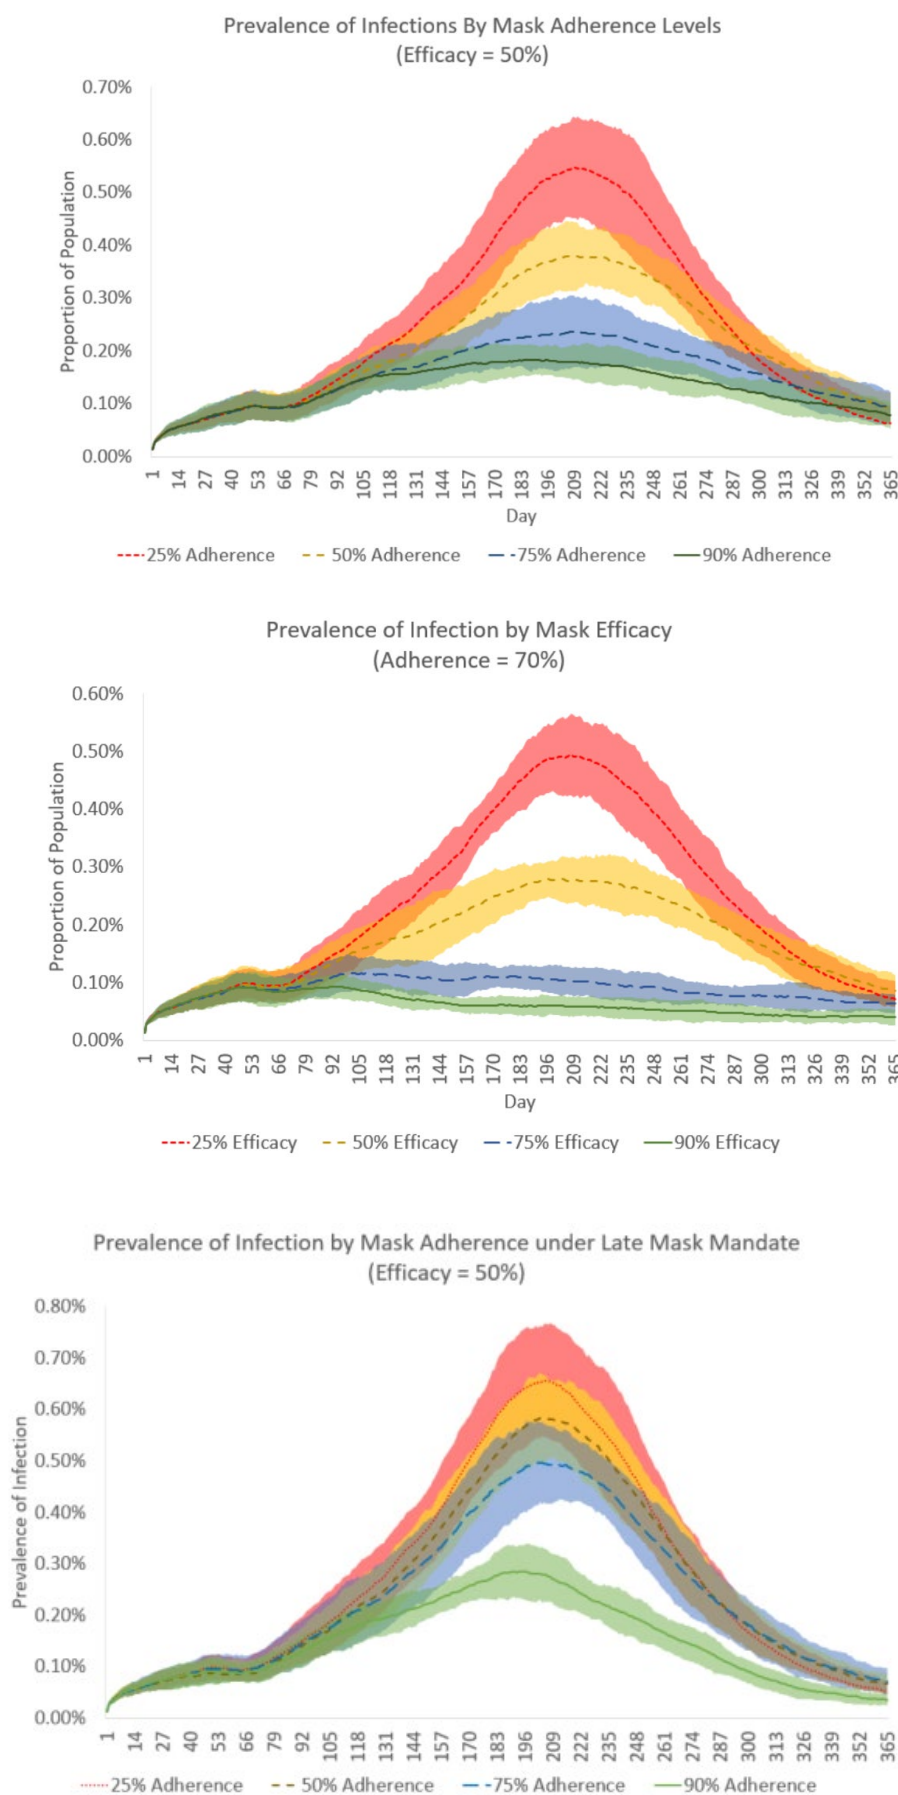 Prevalence of Infections By Mask Adherence Levels
(Efficacy = 50%)
0.70%
0.60%
0.50%
0.40%
0.30%
0.20%
0.10%
0.00%
Proportion of Population
1 14 27 40 53 66 79 92 105 118 131 144 157 170 183 196 209 222 235 248 261 274 287 300 313 326 339 352 365
Day
25% Adherence 50% Adherence 75% Adherence 90% Adherence
Prevalence of Infection by Mask Efficacy
(Adherence = 70%)
0.60%
0.50%
0.40%
0.30%
0.20%
0.10%
0.00%
Proportion of Population
1 14 27 40 53 66 79 92 105 118 131 144 157 170 183 196 209 222 235 248 261 274 287 300 313 326 339 352 365
Day
25% Efficacy 50% Efficacy 75% Efficacy 90% Efficacy
Prevalence of Infection by Mask Adherence under Late Mask Mandate
(Efficacy = 50%)
0.80%
0.70%
0.60%
0.50%
0.40%
0.30%
0.20%
0.10%
0.00%
Prevalence of Infection
1 14 27 40 53 66 79 92 105 118 131 144 157 170 183 196 209 222 235 248 261 274 287 300 313 326 339 352 365
25% Adherence 50% Adherence 75% Adherence 90% Adherence